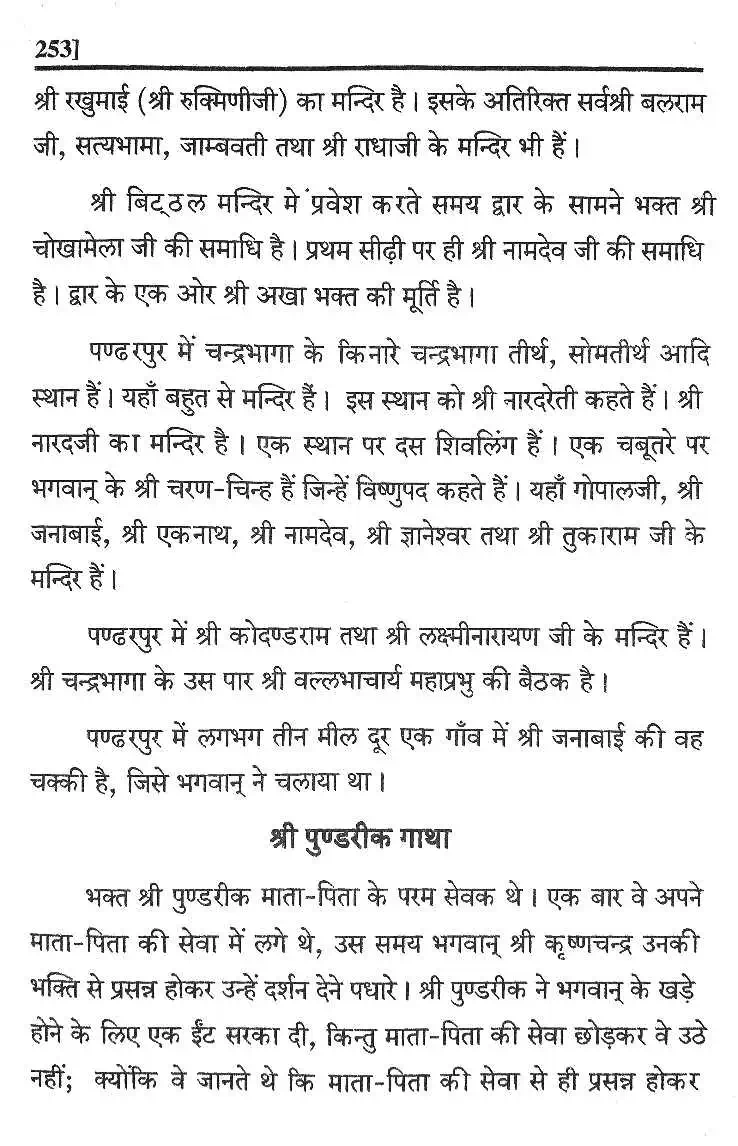 253]
श्री रखुमाई (श्री रुक्मिणीजी) का मन्दिर है। इसके अतिरिक्त सर्वश्री बलराम
जी, सत्यभामा, जाम्बवती तथा श्री राधाजी के मन्दिर भी हैं।
श्री बिट्ठल मन्दिर में प्रवेश करते समय द्वार के सामने भक्त श्री
चोखामेला जी की समाधि है। प्रथम सीढ़ी पर ही श्री नामदेव जी की समाधि
है। द्वार के एक ओर श्री अखा भक्त की मूर्ति है।
पण्ढरपुर में चन्द्रभागा के किनारे चन्द्रभागा तीर्थ, सोमतीर्थ आदि
स्थान हैं। यहाँ बहुत से मन्दिर हैं। इस स्थान को श्री नारदरेती कहते हैं। श्री
नारदजी का मन्दिर है। एक स्थान पर दस शिवलिंग हैं। एक चबूतरे पर
भगवान् के श्री चरण-चिन्ह हैं जिन्हें विष्णुपद कहते हैं। यहाँ गोपालजी, श्री
जनाबाई, श्री एकनाथ, श्री नामदेव, श्री ज्ञानेश्वर तथा श्री तुकाराम जी के
मन्दिर हैं।
पण्ढरपुर में श्री कोदण्डराम तथा श्री लक्ष्मीनारायण जी के मन्दिर हैं।
श्री चन्द्रभागा के उस पार श्री वल्लभाचार्य महाप्रभु की बैठक है।
पण्ढरपुर में लगभग तीन मील दूर एक गाँव में श्री जनाबाई की वह
चक्की है, जिसे भगवान् ने चलाया था।
श्री पुण्डरीक गाथा
भक्त श्री पुण्डरीक माता-पिता के परम सेवक थे। एक बार वे अपने
माता-पिता की सेवा में लगे थे, उस समय भगवान् श्री कृष्णचन्द्र उनकी
भक्ति से प्रसन्न होकर उन्हें दर्शन देने पधारे। श्री पुण्डरीक ने भगवान् के खड़े
होने के लिए एक ईंट सरका दी, किन्तु माता-पिता की सेवा छोड़कर वे उठे
नहीं; क्योंकि वे जानते थे कि माता-पिता की सेवा से ही प्रसन्न होकर